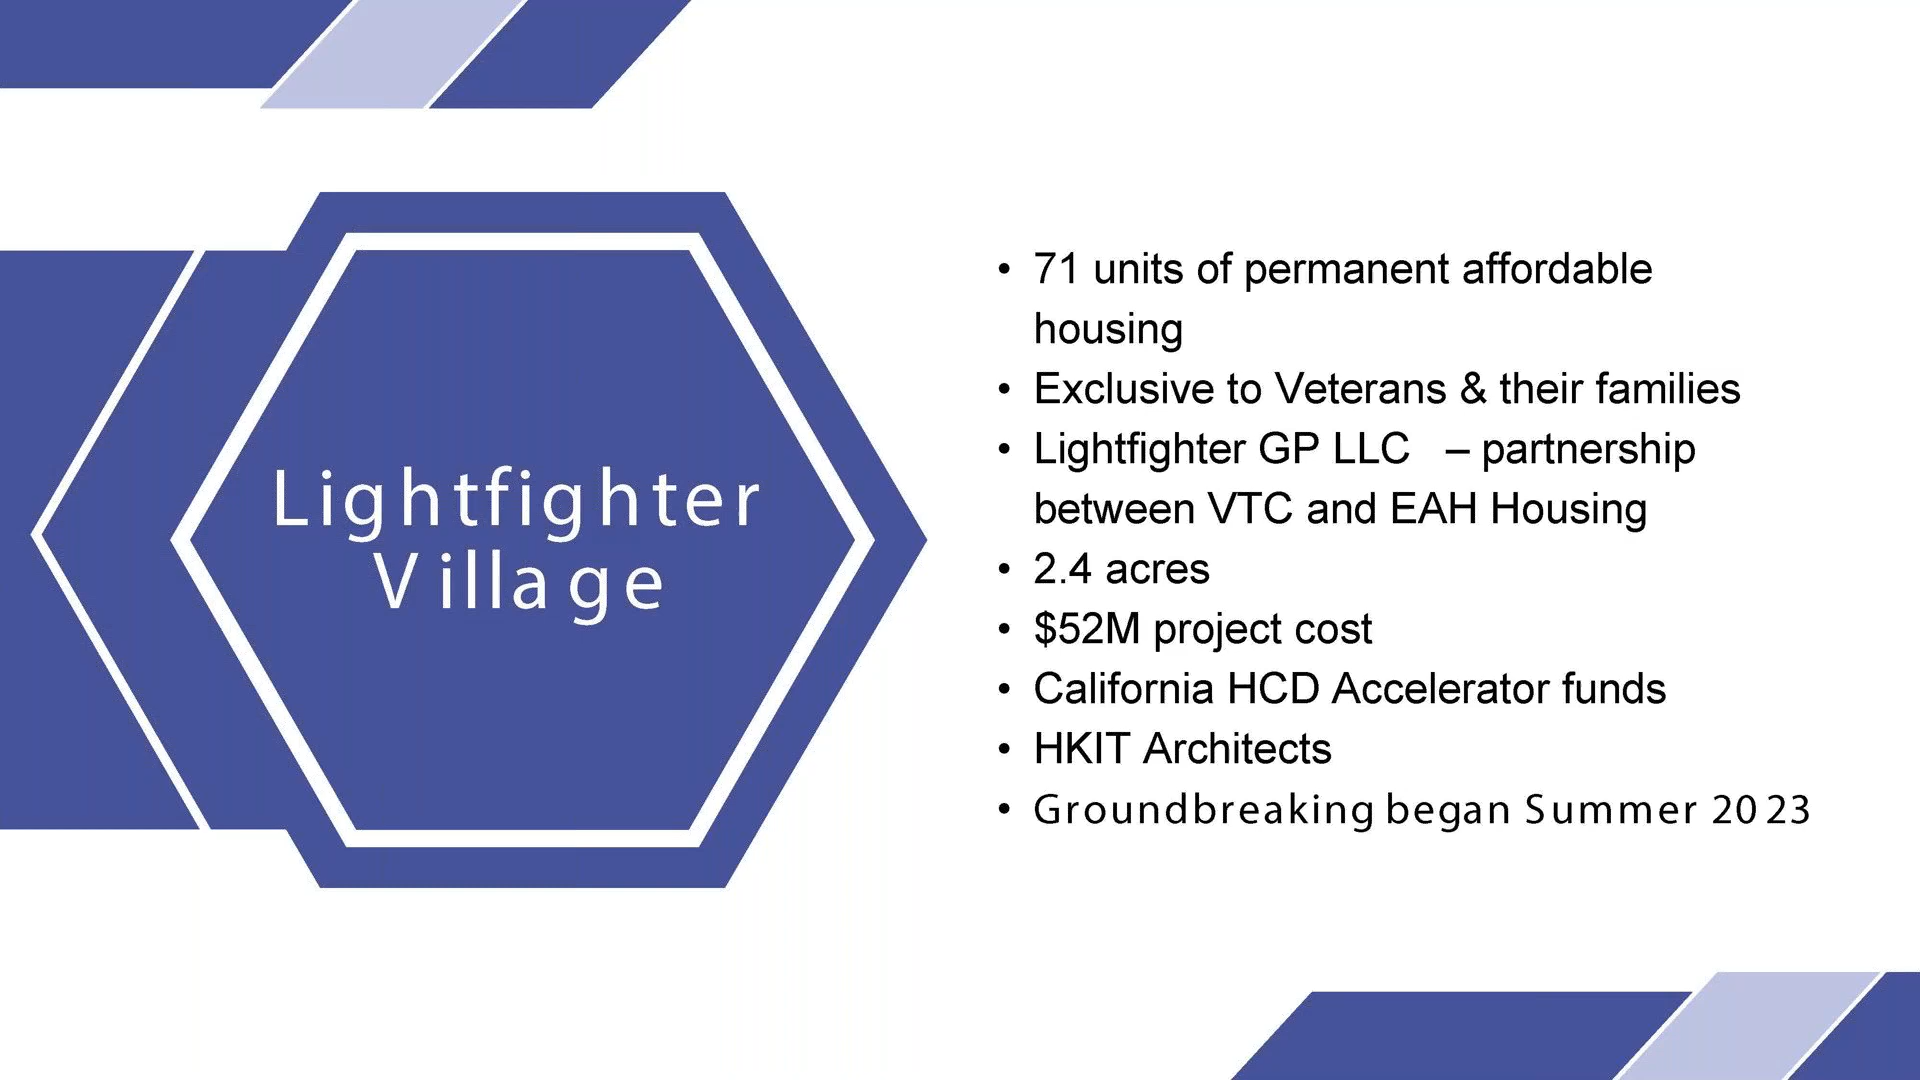 Lightfighter
Village
• 71 units of permanent affordable
housing
• Exclusive to Veterans & their families
• Lightfighter GP LLC – partnership
between VTC and EAH Housing
• 2.4 acres
• $52M project cost
• California HCD Accelerator funds
• HKIT Architects
• Groundbreaking began Summer 2023